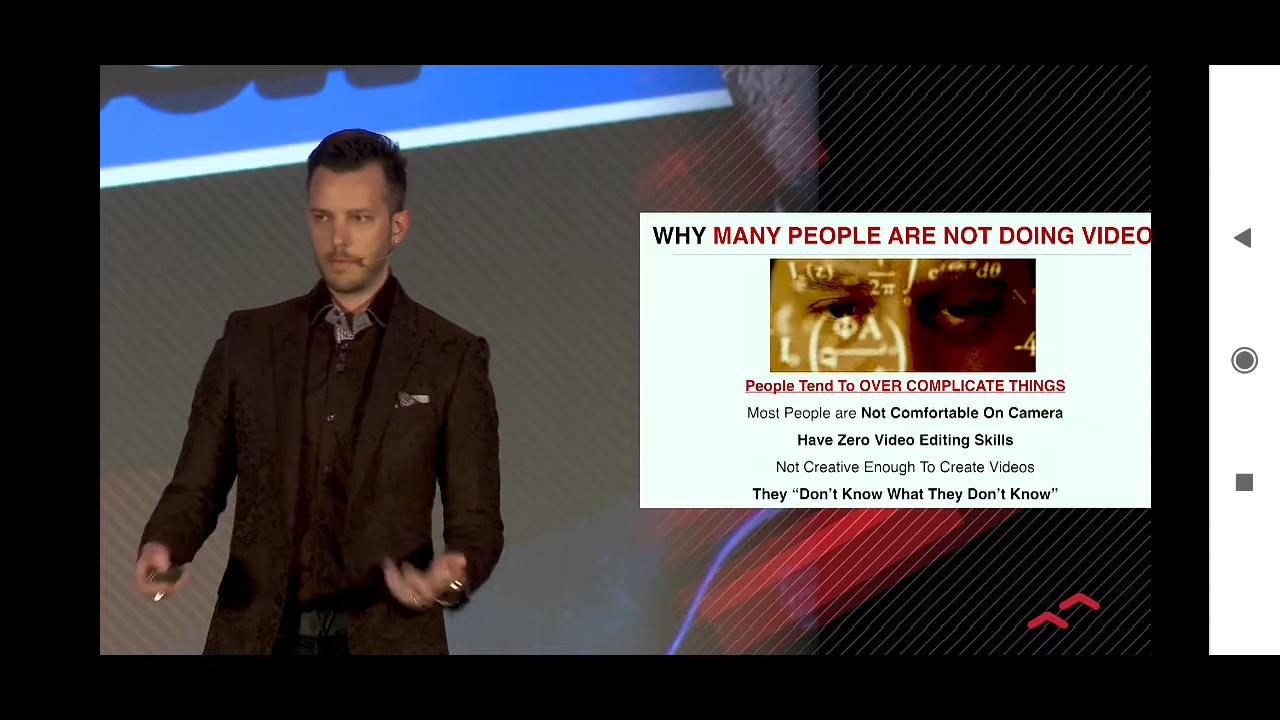 WHY MANY PEOPLE ARE NOT DOING VIDEO
People Tend To OVER COMPLICATE THINGS
Most People are Not Comfortable On Camera
Have Zero Video Editing Skills
Not Creative Enough To Create Videos
They “Don’t Know What They Don’t Know”